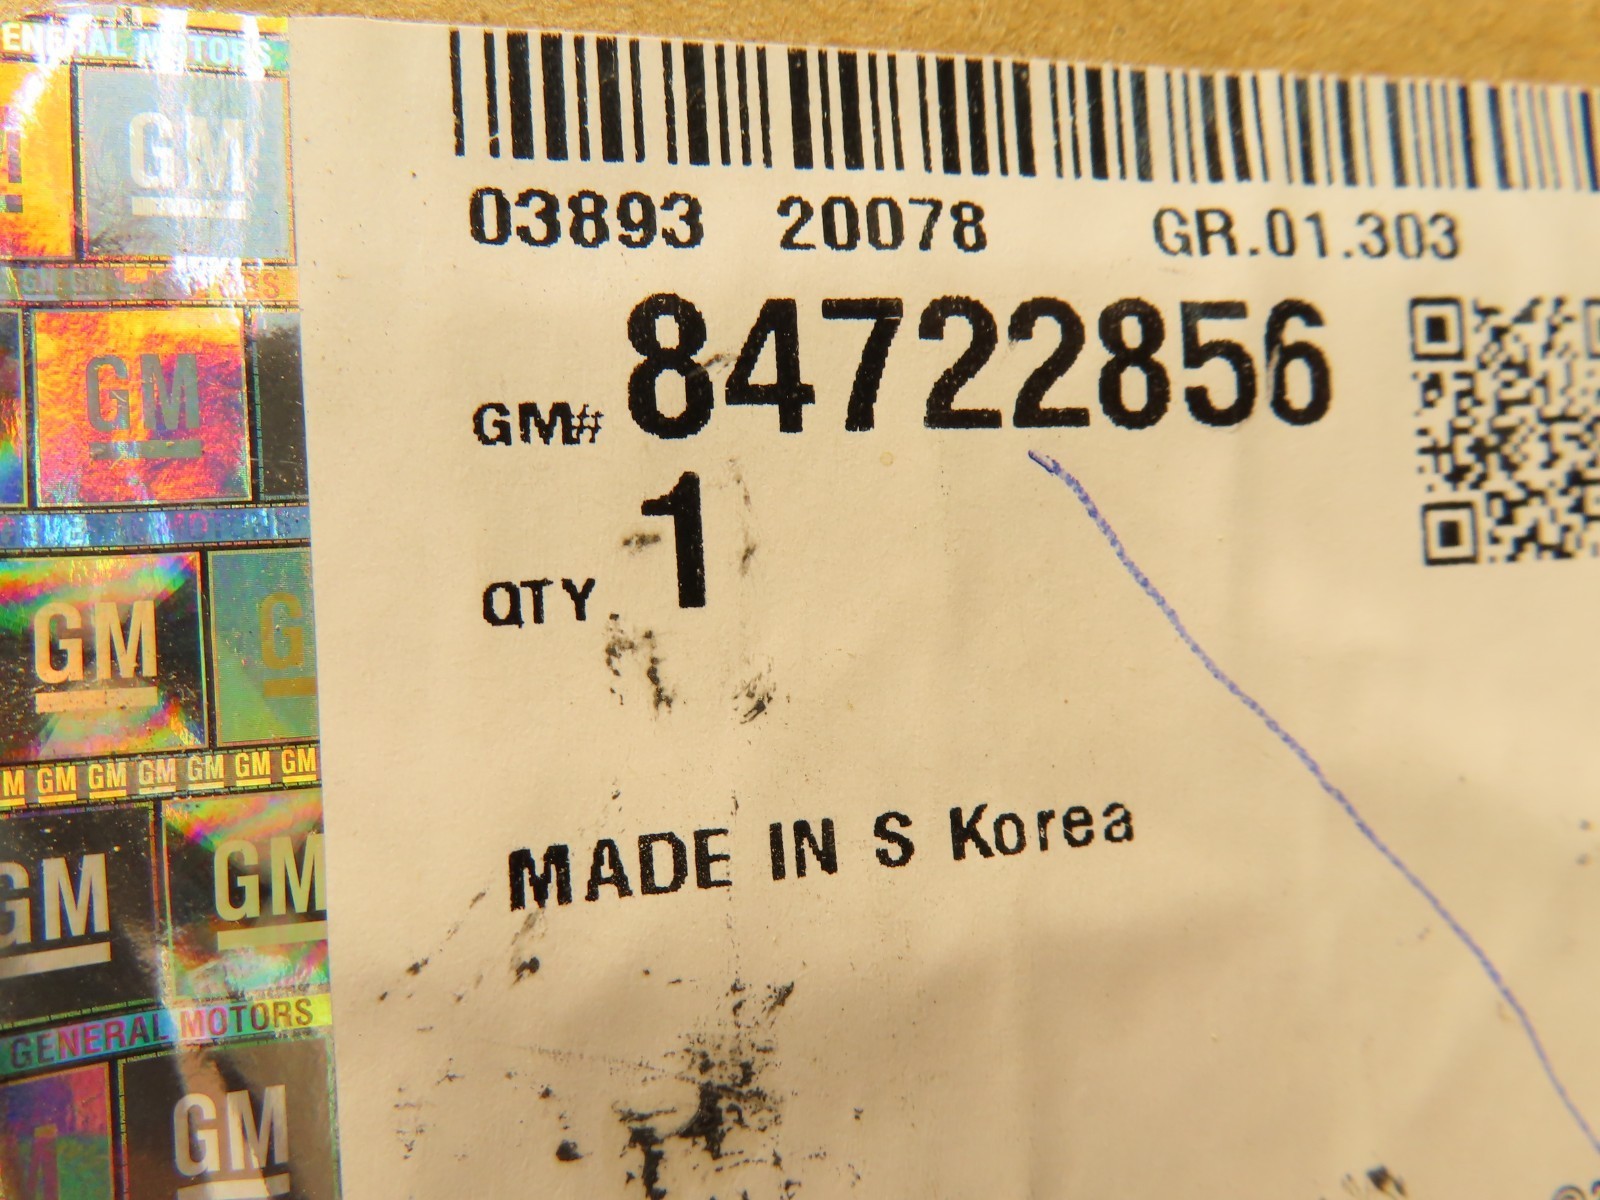 GENERAL MOTORS
GM
GM
GM
G
GM GM GM GM GM GM
GM
GM
GENERAL MOTORS
GM
03893 20078 GR.01.303
GM# 84722856
QTY 1
MADE IN S Korea